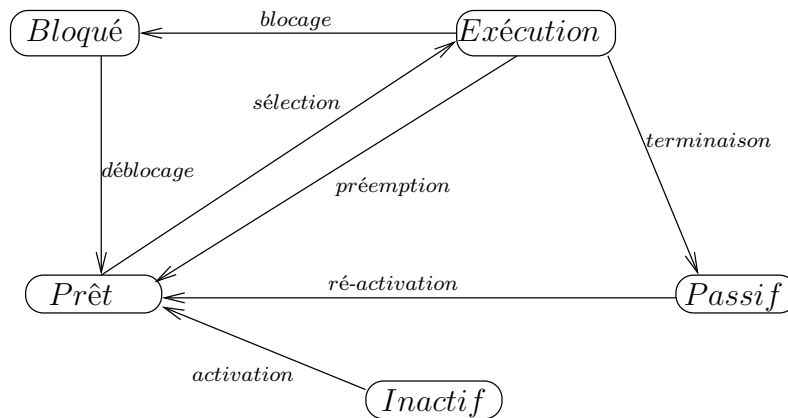 blocage
Bloqué
Exécution
sélection
terminaison
déblocage
préemption
ré-activation
Prêt
Passif
activation
Inactif